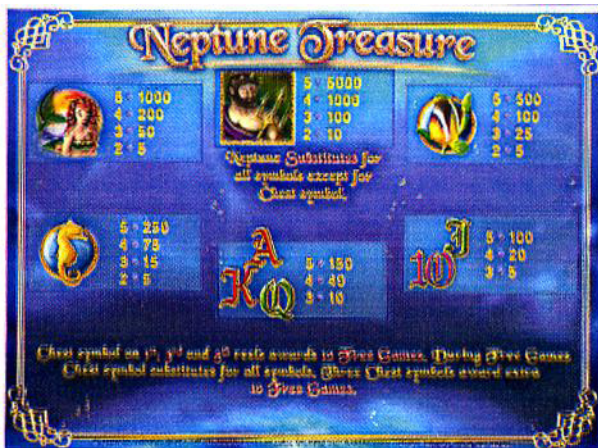 Neptune Treasure
5 - 1000
4 - 200
3 - 50
2 - 5
5 - 5000
4 - 1000
3 - 100
2 - 10
5 - 500
4 - 100
3 - 25
2 - 5
Neptune Substitutes for
all symbols except for
Chest symbol.
5 - 250
4 - 75
3 - 15
2 - 5
A
K Q
5 - 150
4 - 40
3 - 10
J
10
5 - 100
4 - 20
3 - 5
Chest symbol on 1st, 3rd and 5th reels awards 10 Free Games. During Free Games
Chest symbol substitutes for all symbols. Three Chest symbols award extra
10 Free Games.